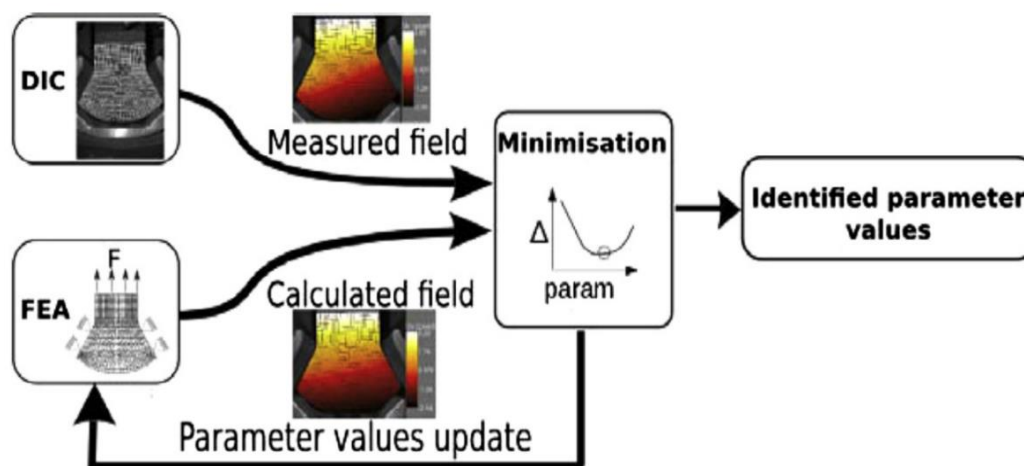 DIC
Measured field
Minimisation
Δ
param
Identified parameter
values
F
FEA
Calculated field
Parameter values update